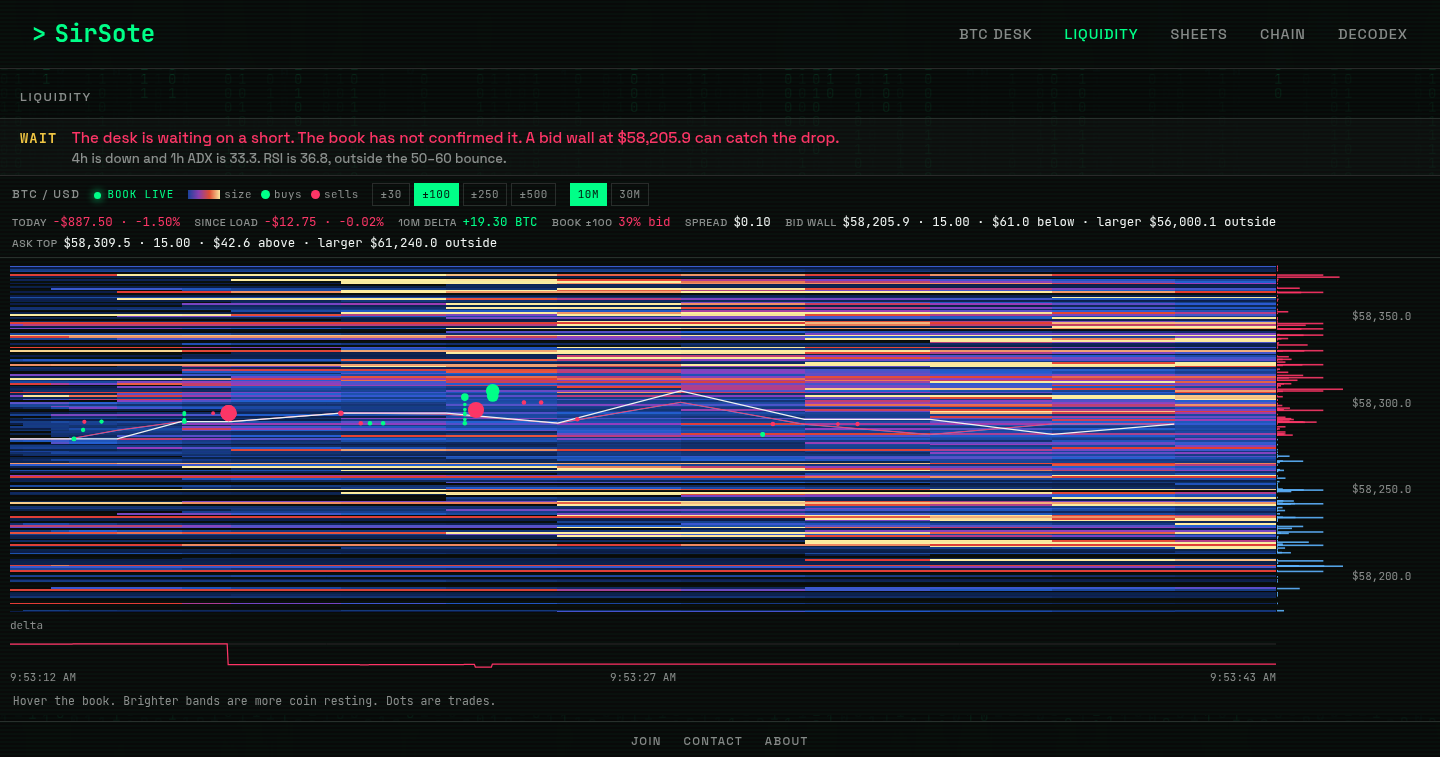 > SirSote
BTC DESK LIQUIDITY SHEETS CHAIN DECODEX
LIQUIDITY
WAIT The desk is waiting on a short. The book has not confirmed it. A bid wall at $58,205.9 can catch the drop.
4h is down and 1h ADX is 33.3. RSI is 36.8, outside the 50–60 bounce.
BTC / USD BOOK LIVE size buys sells ±30 ±100 ±250 ±500 10M 30M
TODAY -$887.50 · -1.50% SINCE LOAD -$12.75 · -0.02% 10M DELTA +19.30 BTC BOOK ±100 39% bid SPREAD $0.10 BID WALL $58,205.9 · 15.00 · $61.0 below · larger $56,000.1 outside
ASK TOP $58,309.5 · 15.00 · $42.6 above · larger $61,240.0 outside
$58,350.0
$58,300.0
$58,250.0
$58,200.0
delta
9:53:12 AM 9:53:27 AM 9:53:43 AM
Hover the book. Brighter bands are more coin resting. Dots are trades.
JOIN CONTACT ABOUT